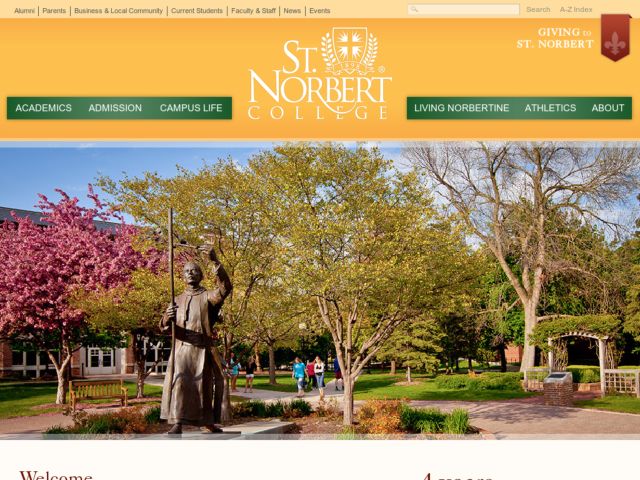 Alumni Parents Business & Local Community Current Students Faculty & Staff News Events
Search A-Z Index
GIVING to
ST. NORBERT
ST.
NORBERT®
COLLEGE
ACADEMICS ADMISSION CAMPUS LIFE
LIVING NORBERTINE ATHLETICS ABOUT
Welcome
4 years